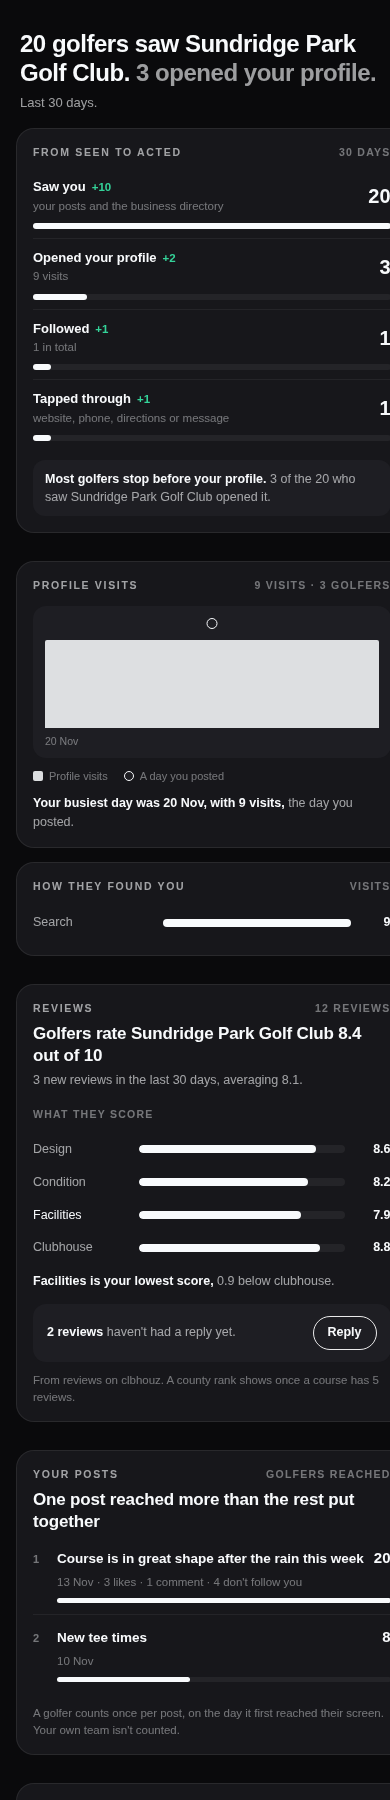 20 golfers saw Sundridge Park
Golf Club. 3 opened your profile.
Last 30 days.
FROM SEEN TO ACTED 30 DAYS
Saw you +10 20
your posts and the business directory
Opened your profile +2 3
9 visits
Followed +1 1
1 in total
Tapped through +1 1
website, phone, directions or message
Most golfers stop before your profile. 3 of the 20 who
saw Sundridge Park Golf Club opened it.
PROFILE VISITS 9 VISITS · 3 GOLFERS
20 Nov
Profile visits A day you posted
Your busiest day was 20 Nov, with 9 visits, the day you
posted.
HOW THEY FOUND YOU VISITS
Search 9
REVIEWS 12 REVIEWS
Golfers rate Sundridge Park Golf Club 8.4
out of 10
3 new reviews in the last 30 days, averaging 8.1.
WHAT THEY SCORE
Design 8.6
Condition 8.2
Facilities 7.9
Clubhouse 8.8
Facilities is your lowest score, 0.9 below clubhouse.
2 reviews haven't had a reply yet. Reply
From reviews on clbhouz. A county rank shows once a course has 5
reviews.
YOUR POSTS GOLFERS REACHED
One post reached more than the rest put
together
1 Course is in great shape after the rain this week 20
13 Nov · 3 likes · 1 comment · 4 don't follow you
2 New tee times 8
10 Nov
A golfer counts once per post, on the day it first reached their screen.
Your own team isn't counted.